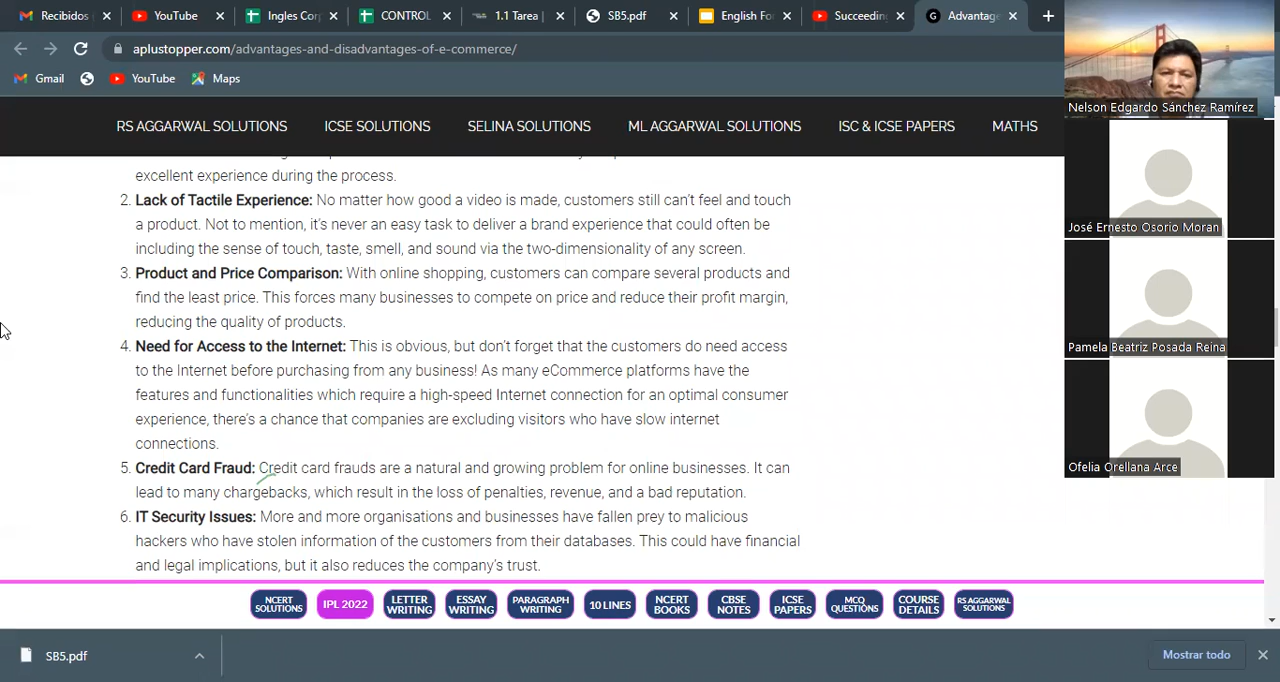 Recibidos
YouTube
Ingles Cor
CONTROL
1.1 Tarea
SB5.pdf
English Fo
Succeeding
Advantage
aplustopper.com/advantages-and-disadvantages-of-e-commerce/
Gmail
YouTube
Maps
RS AGGARWAL SOLUTIONS
ICSE SOLUTIONS
SELINA SOLUTIONS
ML AGGARWAL SOLUTIONS
ISC & ICSE PAPERS
MATHS
excellent experience during the process.
2. Lack of Tactile Experience: No matter how good a video is made, customers still can't feel and touch
a product. Not to mention, it's never an easy task to deliver a brand experience that could often be
including the sense of touch, taste, smell, and sound via the two-dimensionality of any screen.
3. Product and Price Comparison: With online shopping, customers can compare several products and
find the least price. This forces many businesses to compete on price and reduce their profit margin,
reducing the quality of products.
4. Need for Access to the Internet: This is obvious, but don't forget that the customers do need access
to the Internet before purchasing from any business! As many eCommerce platforms have the
features and functionalities which require a high-speed Internet connection for an optimal consumer
experience, there's a chance that companies are excluding visitors who have slow internet
connections.
5. Credit Card Fraud: Credit card frauds are a natural and growing problem for online businesses. It can
lead to many chargebacks, which result in the loss of penalties, revenue, and a bad reputation.
6. IT Security Issues: More and more organisations and businesses have fallen prey to malicious
hackers who have stolen information of the customers from their databases. This could have financial
and legal implications, but it also reduces the company's trust.
NCERT SOLUTIONS
IPL 2022
LETTER WRITING
ESSAY WRITING
PARAGRAPH WRITING
10 LINES
NCERT BOOKS
CBSE NOTES
ICSE PAPERS
MCQ QUESTIONS
COURSE DETAILS
RS AGGARWAL SOLUTIONS
SB5.pdf
Mostrar todo
Nelson Edgardo Sánchez Ramírez
José Ernesto Osorio Moran
Pamela Beatriz Posada Reina
Ofelia Orellana Arce